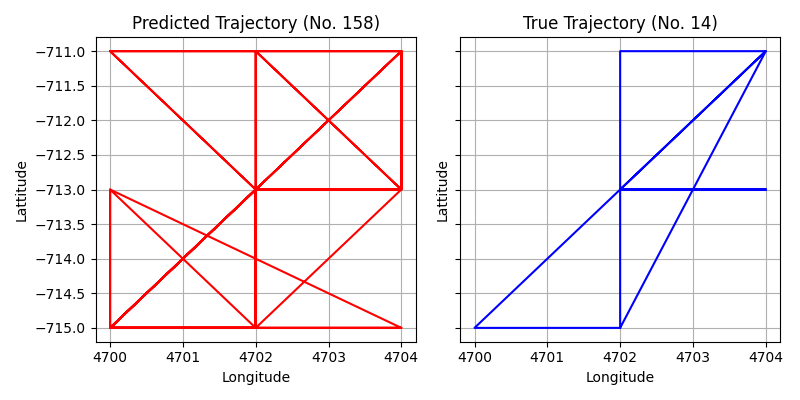 Predicted Trajectory (No. 158)
True Trajectory (No. 14)
Lattitude
−711.0
−711.5
−712.0
−712.5
−713.0
−713.5
−714.0
−714.5
−715.0
4700 4701 4702 4703 4704
Longitude
Lattitude
4700 4701 4702 4703 4704
Longitude